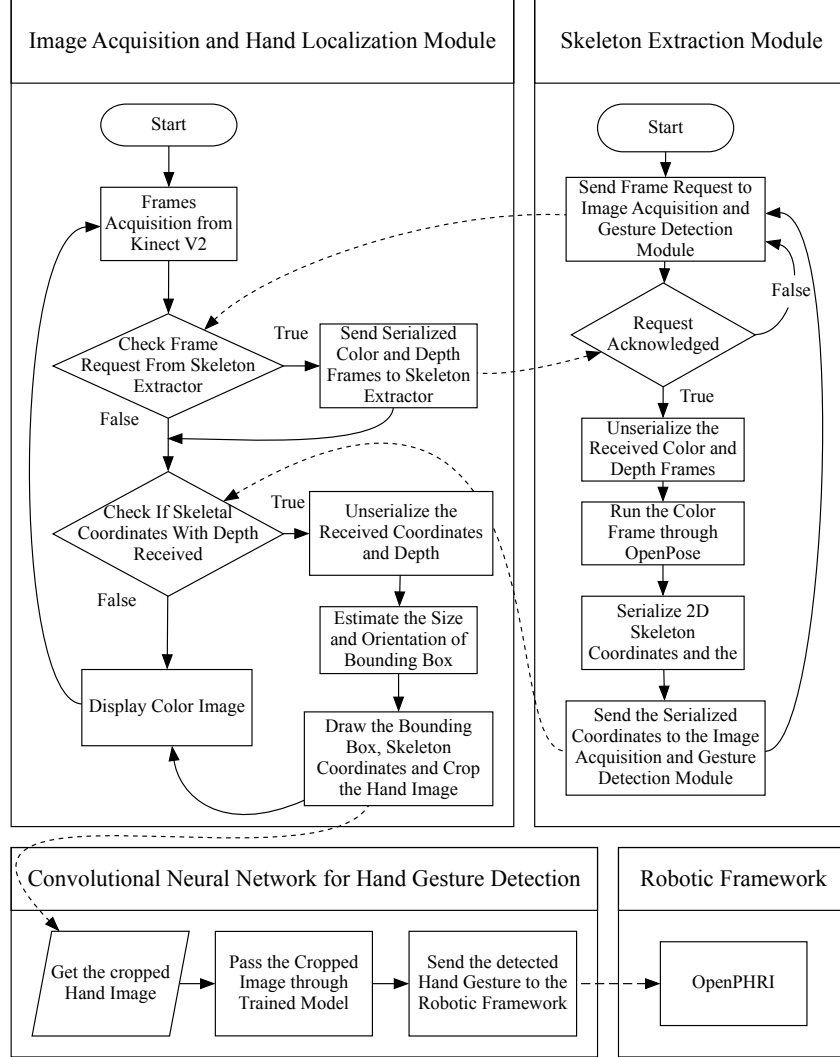 Image Acquisition and Hand Localization Module
Start
Frames
Acquisition from
Kinect V2
Check Frame
Request From Skeleton
Extractor
True
False
Send Serialized
Color and Depth
Frames to Skeleton
Extractor
Check If Skeletal
Coordinates With Depth
Received
True
False
Unserialize the
Received Coordinates
and Depth
Estimate the Size
and Orientation of
Bounding Box
Display Color Image
Draw the Bounding
Box, Skeleton
Coordinates and Crop
the Hand Image
Skeleton Extraction Module
Start
Send Frame Request to
Image Acquisition and
Gesture Detection
Module
False
Request
Acknowledged
True
Unserialize the
Received Color and
Depth Frames
Run the Color
Frame through
OpenPose
Serialize 2D
Skeleton
Coordinates and the
Send the Serialized
Coordinates to the Image
Acquisition and Gesture
Detection Module
Convolutional Neural Network for Hand Gesture Detection
Get the cropped
Hand Image
Pass the Cropped
Image through
Trained Model
Send the detected
Hand Gesture to the
Robotic Framework
Robotic Framework
OpenPHRI